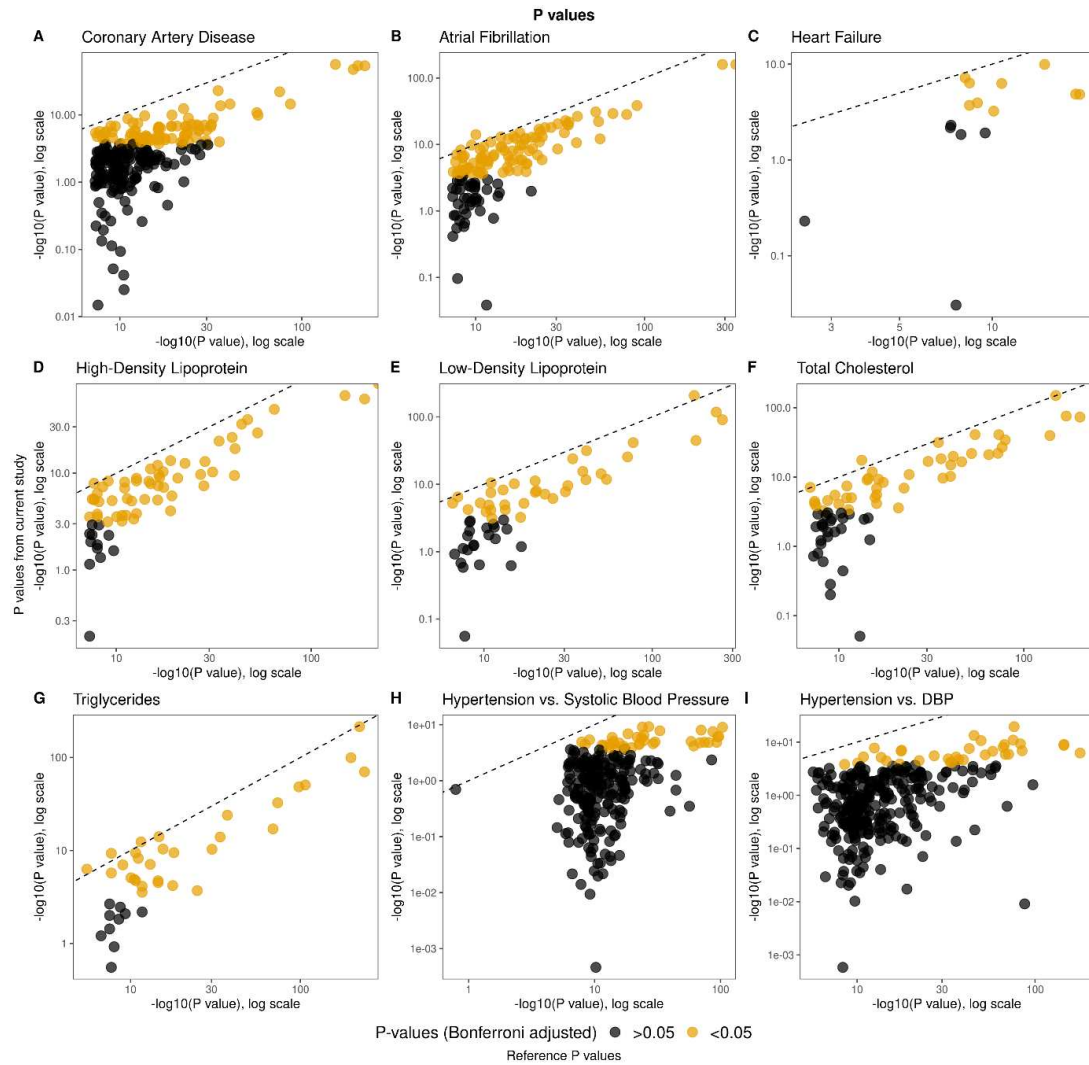 P values
A Coronary Artery Disease
-log10(P value), log scale
10.00
1.00
0.10
0.01
10 30 100
-log10(P value), log scale
B Atrial Fibrillation
-log10(P value), log scale
100.0
10.0
1.0
0.1
10 30 100 300
-log10(P value), log scale
C Heart Failure
-log10(P value), log scale
10.0
1.0
0.1
3 5 10
-log10(P value), log scale
P values from current study
D High-Density Lipoprotein
-log10(P value), log scale
30.0
10.0
3.0
1.0
0.3
10 30 100
-log10(P value), log scale
E Low-Density Lipoprotein
-log10(P value), log scale
100.0
10.0
1.0
0.1
10 30 100 300
-log10(P value), log scale
F Total Cholesterol
-log10(P value), log scale
100.0
10.0
1.0
0.1
10 30 100
-log10(P value), log scale
G Triglycerides
-log10(P value), log scale
100
10
1
10 30 100
-log10(P value), log scale
H Hypertension vs. Systolic Blood Pressure
-log10(P value), log scale
1e+01
1e+00
1e-01
1e-02
1e-03
1 10 100
-log10(P value), log scale
I Hypertension vs. DBP
-log10(P value), log scale
1e+01
1e+00
1e-01
1e-02
1e-03
10 30 100
-log10(P value), log scale
P-values (Bonferroni adjusted) >0.05 <0.05
Reference P values